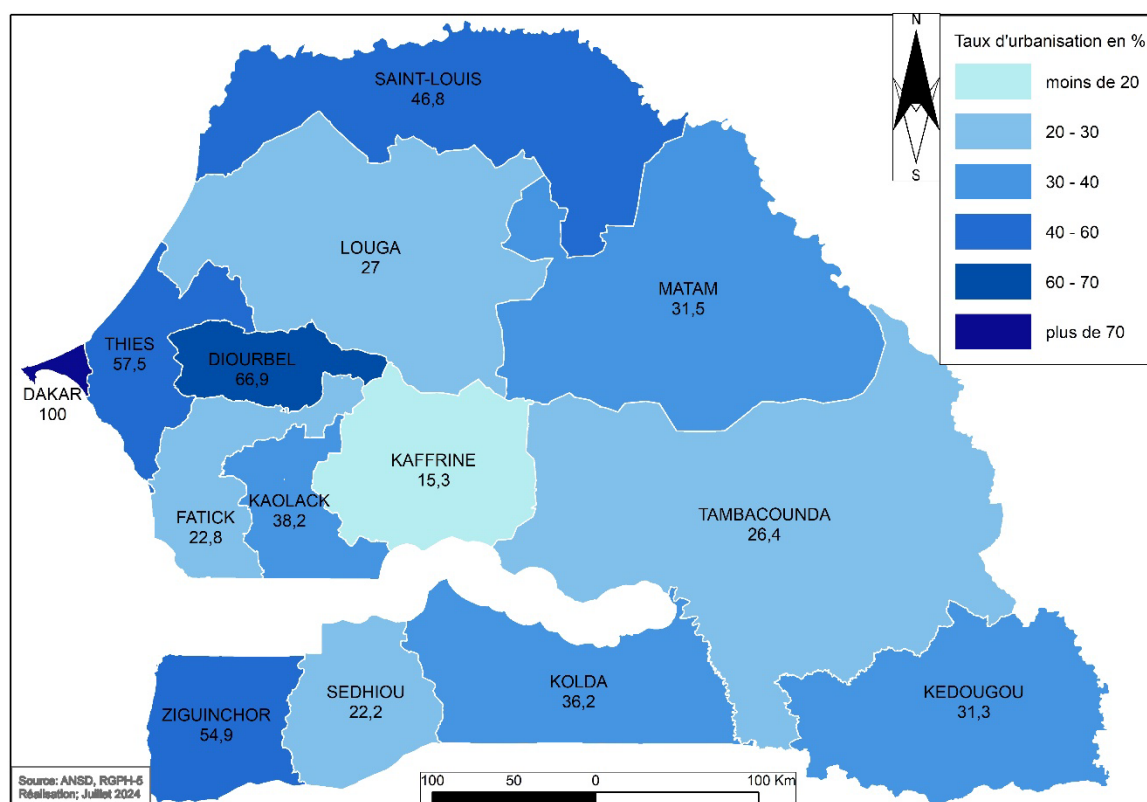 N
S
Taux d'urbanisation en %
moins de 20
20 - 30
30 - 40
40 - 60
60 - 70
plus de 70
SAINT-LOUIS
46,8
LOUGA
27
MATAM
31,5
THIES
57,5
DIOURBEL
66,9
DAKAR
100
KAFFRINE
15,3
KAOLACK
38,2
FATICK
22,8
TAMBACOUNDA
26,4
ZIGUINCHOR
54,9
SEDHIOU
22,2
KOLDA
36,2
KEDOUGOU
31,3
Source: ANSD, RGPH-5
Réalisation; Juillet 2024
100 50 0 100 Km